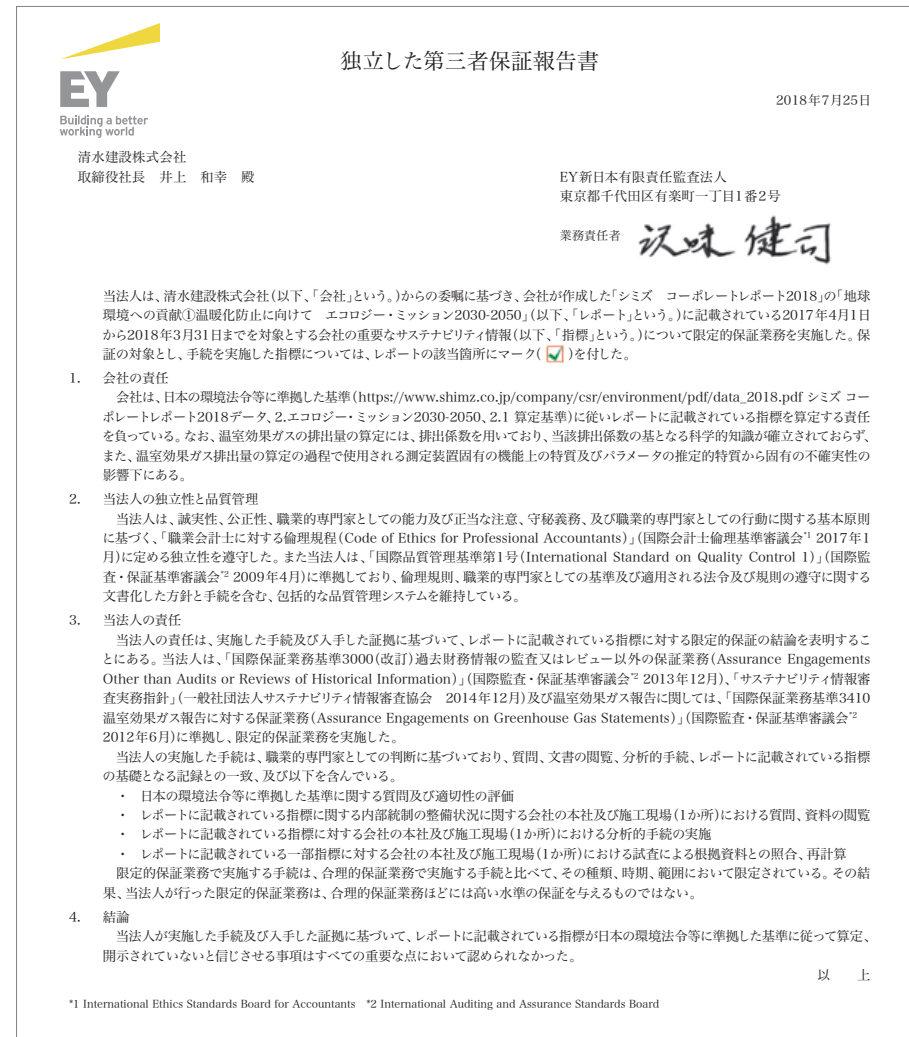 EY
Building a better
working world
独立した第三者保証報告書
2018年7月25日
清水建設株式会社
取締役社長　井上　和幸　殿
EY新日本有限責任監査法人
東京都千代田区有楽町一丁目1番2号
業務責任者　沢味 健司
当法人は、清水建設株式会社(以下、「会社」という。)からの委嘱に基づき、会社が作成した「シミズ　コーポレートレポート2018」の「地球
環境への貢献①温暖化防止に向けて　エコロジー・ミッション2030-2050」(以下、「レポート」という。)に記載されている2017年4月1日
から2018年3月31日までを対象とする会社の重要なサステナビリティ情報(以下、「指標」という。)について限定的保証業務を実施した。保
証の対象とし、手続を実施した指標については、レポートの該当箇所にマーク( ✓ )を付した。
1.　会社の責任
会社は、日本の環境法令等に準拠した基準(https://www.shimz.co.jp/company/csr/environment/pdf/data_2018.pdf シミズ コー
ポレートレポート2018データ、2.エコロジー・ミッション2030-2050、2.1 算定基準)に従いレポートに記載されている指標を算定する責任
を負っている。なお、温室効果ガスの排出量の算定には、排出係数を用いており、当該排出係数の基となる科学的知識が確立されておらず、
また、温室効果ガス排出量の算定の過程で使用される測定装置固有の機能上の特質及びパラメータの推定的特質から固有の不確実性の
影響下にある。
2.　当法人の独立性と品質管理
当法人は、誠実性、公正性、職業的専門家としての能力及び正当な注意、守秘義務、及び職業的専門家としての行動に関する基本原則
に基づく、「職業会計士に対する倫理規程(Code of Ethics for Professional Accountants)」(国際会計士倫理基準審議会*1 2017年1
月)に定める独立性を遵守した。また当法人は、「国際品質管理基準第1号(International Standard on Quality Control 1)」(国際監
査・保証基準審議会*2 2009年4月)に準拠しており、倫理規則、職業的専門家としての基準及び適用される法令及び規則の遵守に関する
文書化した方針と手続を含む、包括的な品質管理システムを維持している。
3.　当法人の責任
当法人の責任は、実施した手続及び入手した証拠に基づいて、レポートに記載されている指標に対する限定的保証の結論を表明するこ
とにある。当法人は、「国際保証業務基準3000(改訂)過去財務情報の監査又はレビュー以外の保証業務(Assurance Engagements
Other than Audits or Reviews of Historical Information)」(国際監査・保証基準審議会*2 2013年12月)、「サステナビリティ情報審
査実務指針」(一般社団法人サステナビリティ情報審査協会　2014年12月)及び温室効果ガス報告に関しては、「国際保証業務基準3410
温室効果ガス報告に対する保証業務(Assurance Engagements on Greenhouse Gas Statements)」(国際監査・保証基準審議会*2
2012年6月)に準拠し、限定的保証業務を実施した。
当法人の実施した手続は、職業的専門家としての判断に基づいており、質問、文書の閲覧、分析的手続、レポートに記載されている指標
の基礎となる記録との一致、及び以下を含んでいる。
・　日本の環境法令等に準拠した基準に関する質問及び適切性の評価
・　レポートに記載されている指標に関する内部統制の整備状況に関する会社の本社及び施工現場(1か所)における質問、資料の閲覧
・　レポートに記載されている指標に対する会社の本社及び施工現場(1か所)における分析的手続の実施
・　レポートに記載されている一部指標に対する会社の本社及び施工現場(1か所)における試査による根拠資料との照合、再計算
限定的保証業務で実施する手続は、合理的保証業務で実施する手続と比べて、その種類、時期、範囲において限定されている。その結
果、当法人が行った限定的保証業務は、合理的保証業務ほどには高い水準の保証を与えるものではない。
4.　結論
当法人が実施した手続及び入手した証拠に基づいて、レポートに記載されている指標が日本の環境法令等に準拠した基準に従って算定、
開示されていないと信じさせる事項はすべての重要な点において認められなかった。
以　上
*1 International Ethics Standards Board for Accountants　*2 International Auditing and Assurance Standards Board